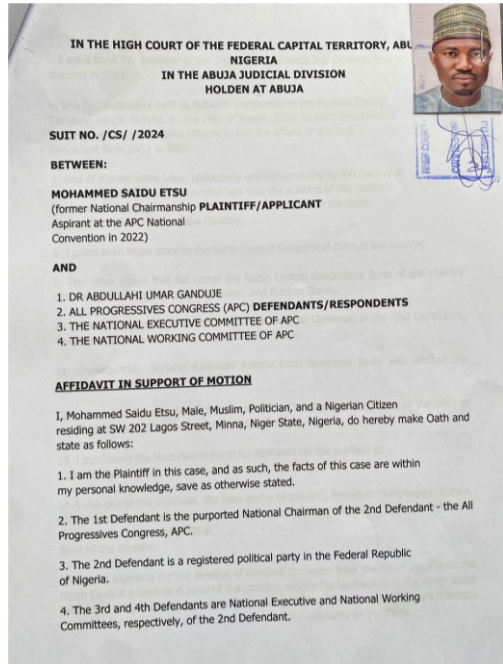 IN THE HIGH COURT OF THE FEDERAL CAPITAL TERRITORY, ABU
NIGERIA
IN THE ABUJA JUDICIAL DIVISION
HOLDEN AT ABUJA
SUIT NO. /CS/ /2024
BETWEEN:
MOHAMMED SAIDU ETSU
(former National Chairmanship PLAINTIFF/APPLICANT
Aspirant at the APC National
Convention in 2022)
AND
1. DR ABDULLAHI UMAR GANDUJE
2. ALL PROGRESSIVES CONGRESS (APC) DEFENDANTS/RESPONDENTS
3. THE NATIONAL EXECUTIVE COMMITTEE OF APC
4. THE NATIONAL WORKING COMMITTEE OF APC
AFFIDAVIT IN SUPPORT OF MOTION
I, Mohammed Saidu Etsu, Male, Muslim, Politician, and a Nigerian Citizen
residing at SW 202 Lagos Street, Minna, Niger State, Nigeria, do hereby make Oath and
state as follows:
1. I am the Plaintiff in this case, and as such, the facts of this case are within
my personal knowledge, save as otherwise stated.
2. The 1st Defendant is the purported National Chairman of the 2nd Defendant - the All
Progressives Congress, APC.
3. The 2nd Defendant is a registered political party in the Federal Republic
of Nigeria.
4. The 3rd and 4th Defendants are National Executive and National Working
Committees, respectively, of the 2nd Defendant.
HIGH COURT